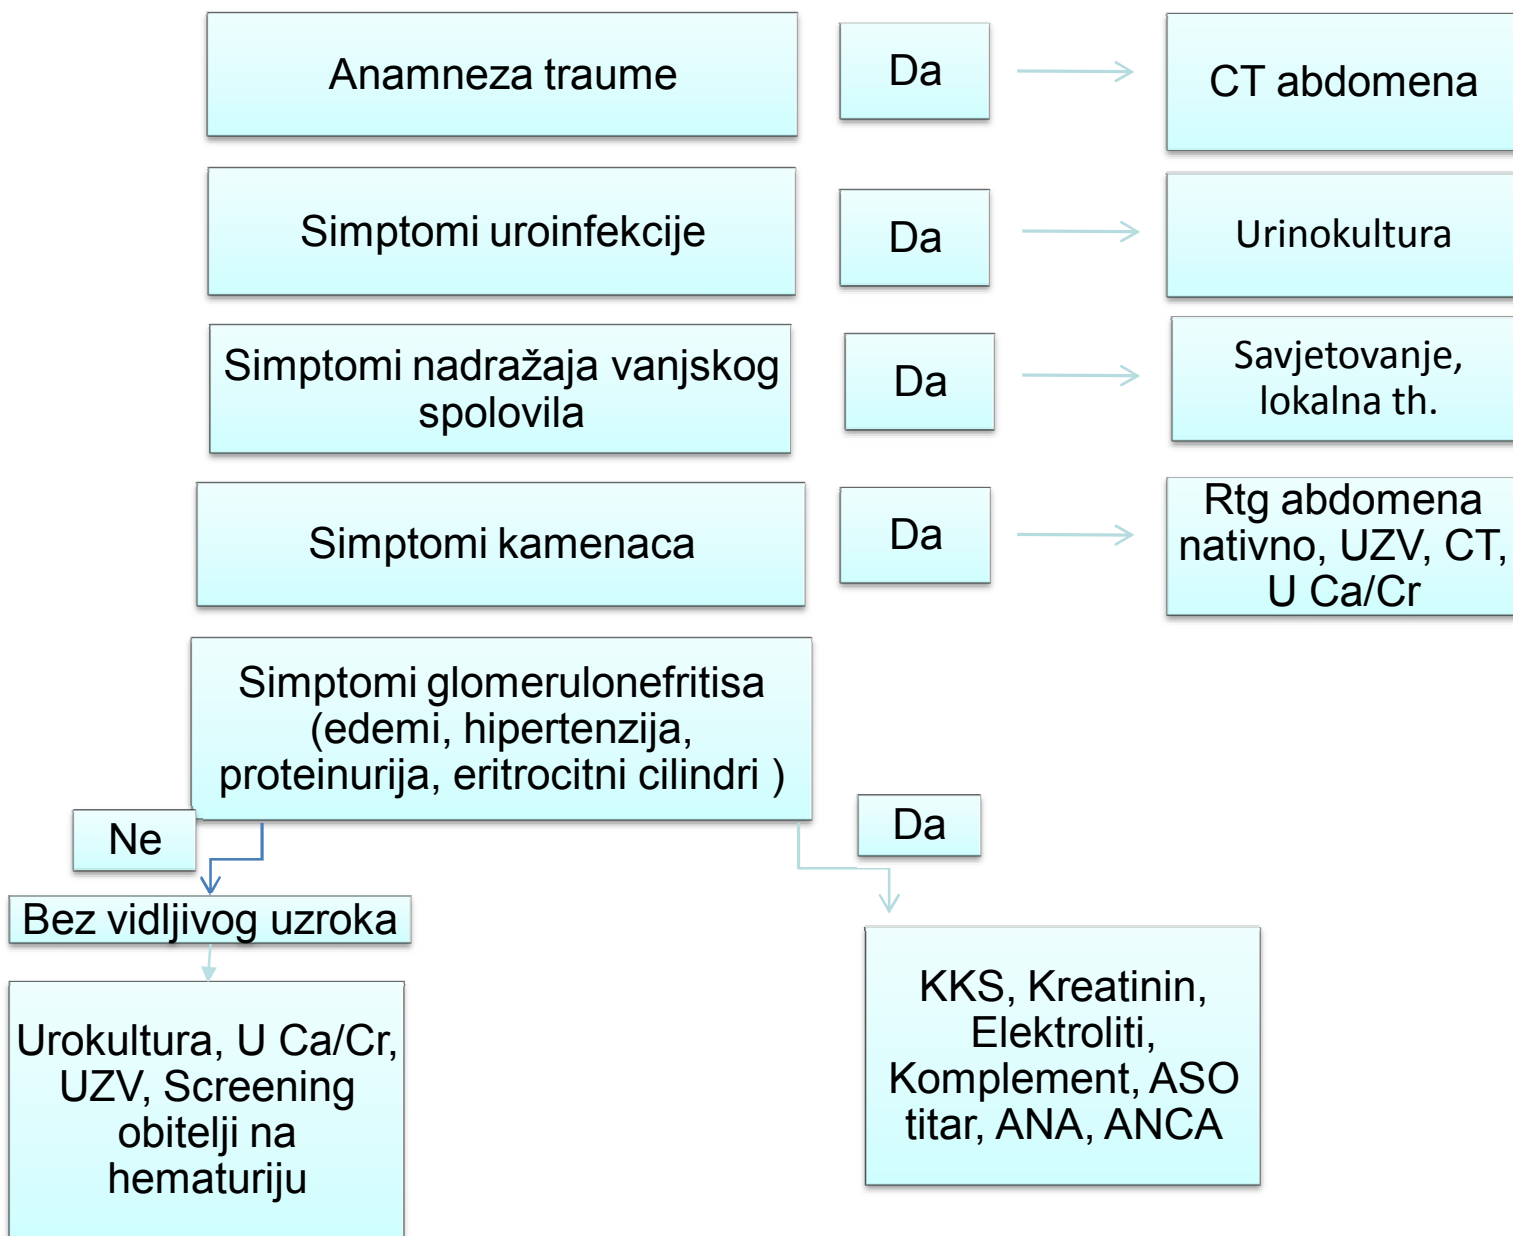 Anamneza traume
Da
CT abdomena
Simptomi uroinfekcije
Da
Urinokultura
Simptomi nadražaja vanjskog
spolovila
Da
Savjetovanje,
lokalna th.
Simptomi kamenaca
Da
Rtg abdomena
nativno, UZV, CT,
U Ca/Cr
Simptomi glomerulonefritisa
(edemi, hipertenzija,
proteinurija, eritrocitni cilindri )
Ne
Da
Bez vidljivog uzroka
Urokultura, U Ca/Cr,
UZV, Screening
obitelji na
hematuriju
KKS, Kreatinin,
Elektroliti,
Komplement, ASO
titar, ANA, ANCA